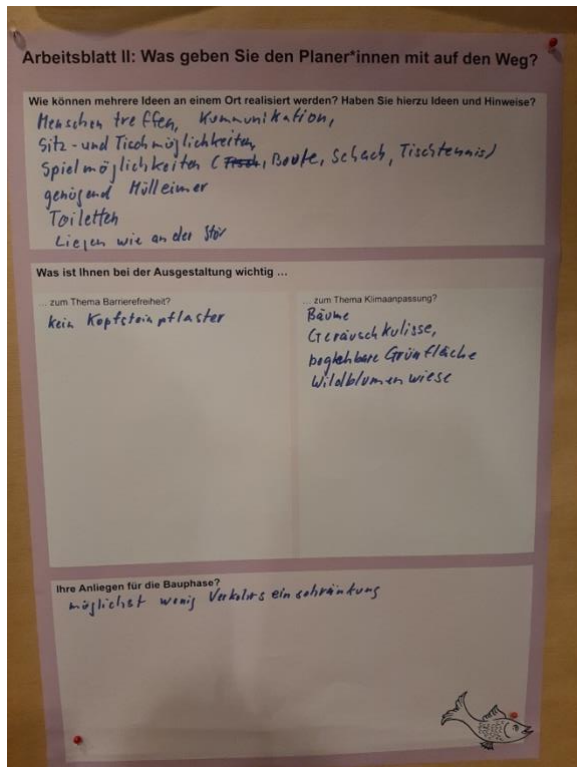 Arbeitsblatt II: Was geben Sie den Planer*innen mit auf den Weg?
Wie können mehrere Ideen an einem Ort realisiert werden? Haben Sie hierzu Ideen und Hinweise?
Menschen treffen, Kommunikation,
Sitz- und Tischmöglichkeiten
Spielmöglichkeiten (Tisch, Boule, Schach, Tischtennis)
genügend Mülleimer
Toiletten
Liegen wie an der Stör
Was ist Ihnen bei der Ausgestaltung wichtig ...
... zum Thema Barrierefreiheit?
kein Kopfsteinpflaster
... zum Thema Klimaanpassung?
Bäume
Geräuschkulisse,
begehbare Grünfläche
Wildblumenwiese
Ihre Anliegen für die Bauphase?
möglichst wenig Verkehrseinschränkung